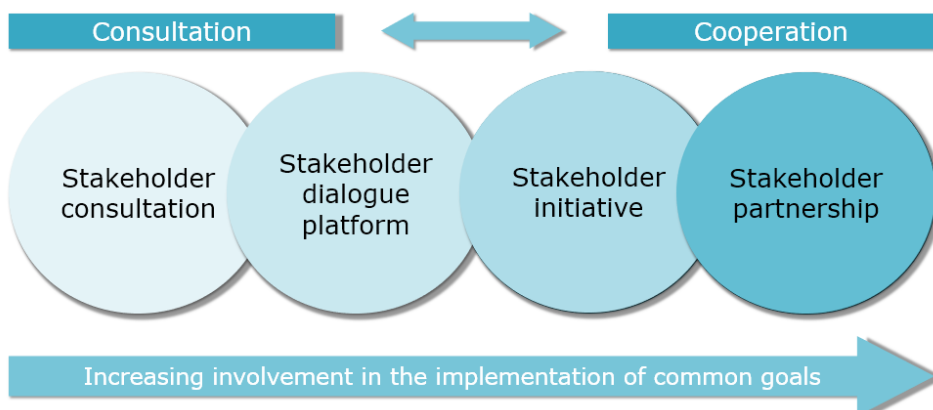 Consultation
Cooperation
Stakeholder
consultation
Stakeholder
dialogue
platform
Stakeholder
initiative
Stakeholder
partnership
Increasing involvement in the implementation of common goals